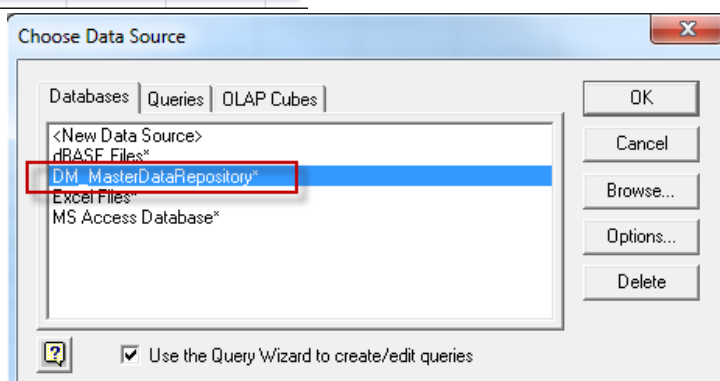 Choose Data Source
Databases Queries OLAP Cubes
<New Data Source>
dBASE Files*
DM_MasterDataRepository*
Excel Files*
MS Access Database*
OK
Cancel
Browse...
Options...
Delete
Use the Query Wizard to create/edit queries